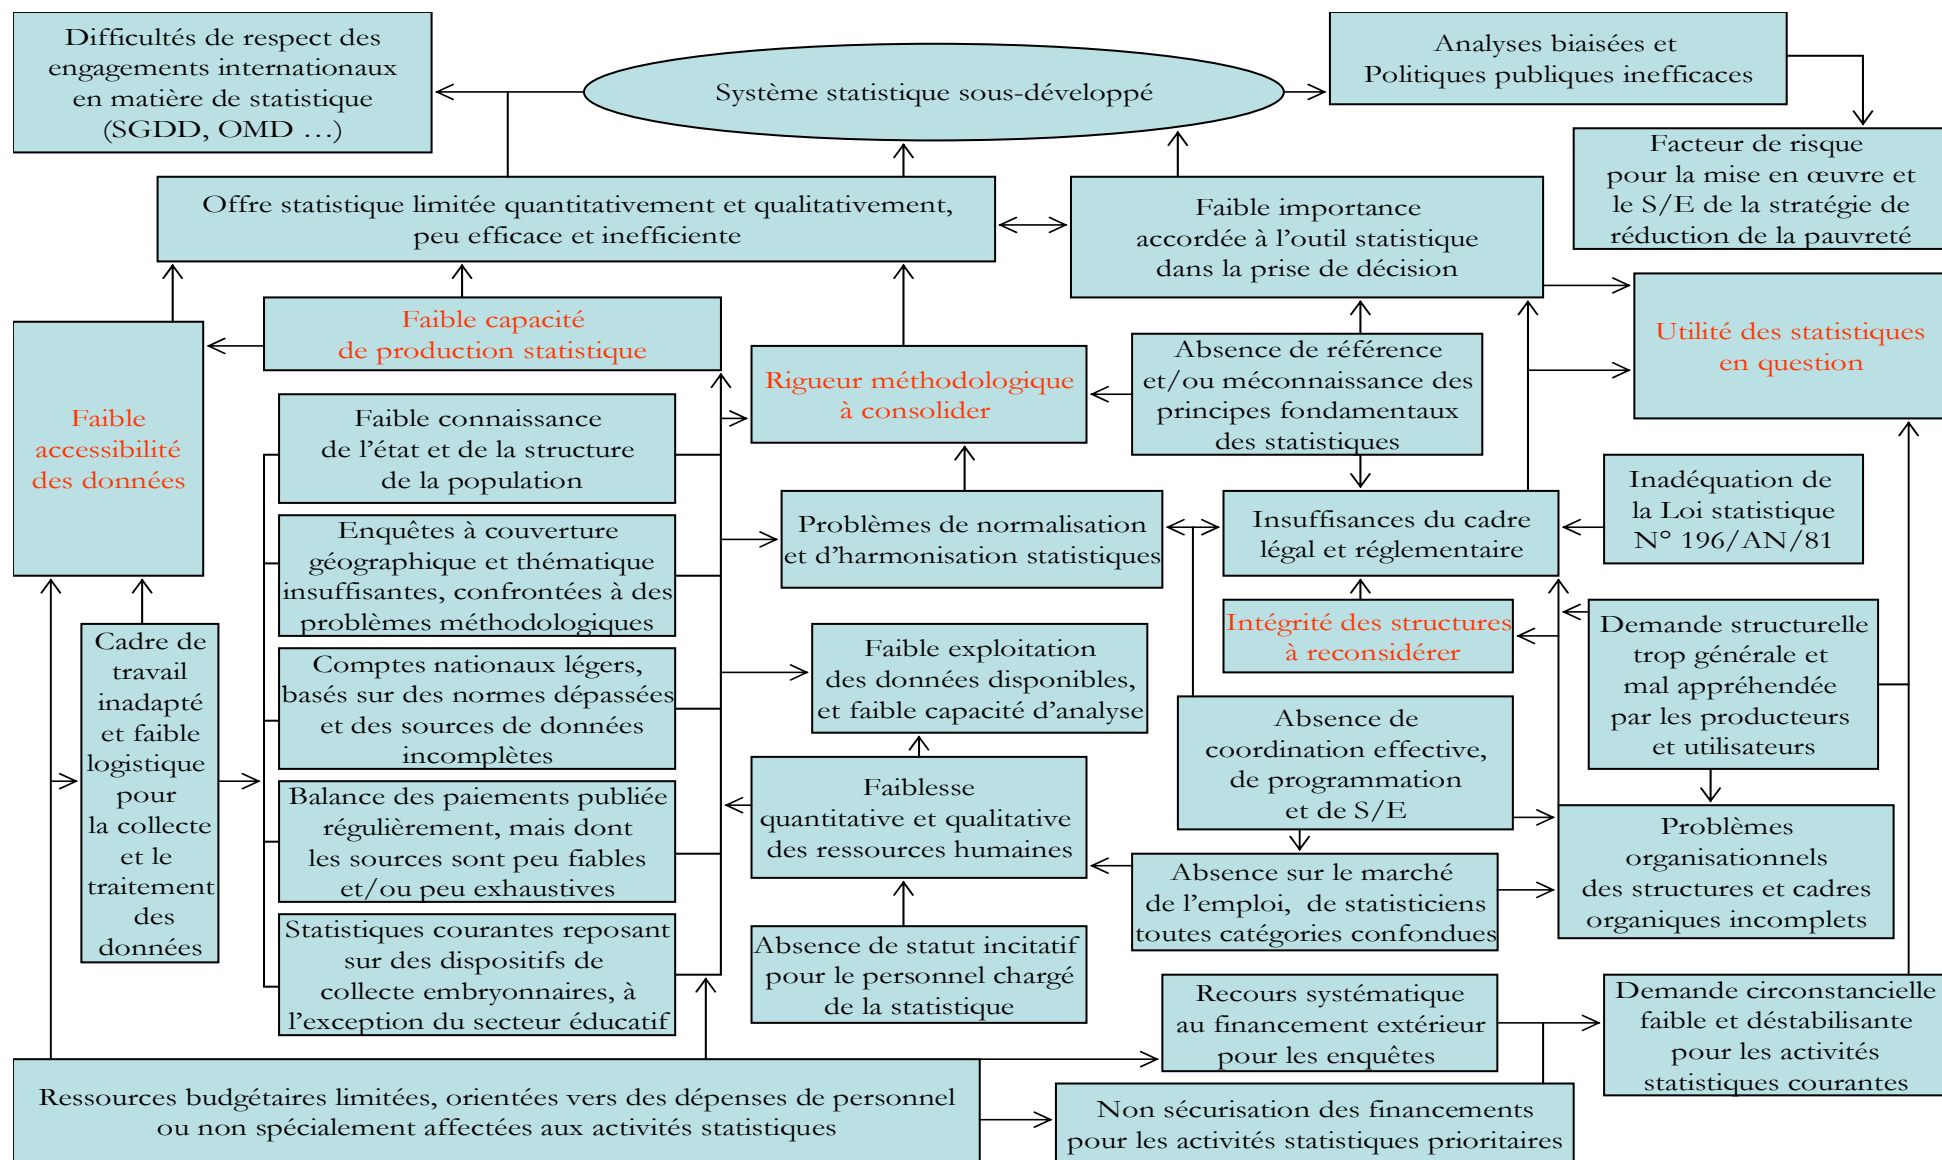 Difficultés de respect des
engagements internationaux
en matière de statistique
(SGDD, OMD …)
Système statistique sous-développé
Analyses biaisées et
Politiques publiques inefficaces
Facteur de risque
pour la mise en œuvre et
le S/E de la stratégie de
réduction de la pauvreté
Offre statistique limitée quantitativement et qualitativement,
peu efficace et inefficiente
Faible importance
accordée à l’outil statistique
dans la prise de décision
Faible capacité
de production statistique
Utilité des statistiques
en question
Faible
accessibilité
des données
Rigueur méthodologique
à consolider
Absence de référence
et/ou méconnaissance des
principes fondamentaux
des statistiques
Faible connaissance
de l’état et de la structure
de la population
Inadéquation de
la Loi statistique
N° 196/AN/81
Problèmes de normalisation
et d’harmonisation statistiques
Insuffisances du cadre
légal et réglementaire
Enquêtes à couverture
géographique et thématique
insuffisantes, confrontées à des
problèmes méthodologiques
Intégrité des structures
à reconsidérer
Demande structurelle
trop générale et
mal appréhendée
par les producteurs
et utilisateurs
Cadre de
travail
inadapté
et faible
logistique
pour
la collecte
et le
traitement
des
données
Comptes nationaux légers,
basés sur des normes dépassées
et des sources de données
incomplètes
Faible exploitation
des données disponibles,
et faible capacité d’analyse
Absence de
coordination effective,
de programmation
et de S/E
Balance des paiements publiée
régulièrement, mais dont
les sources sont peu fiables
et/ou peu exhaustives
Faiblesse
quantitative et qualitative
des ressources humaines
Problèmes
organisationnels
des structures et cadres
organiques incomplets
Absence sur le marché
de l’emploi, de statisticiens
toutes catégories confondues
Statistiques courantes reposant
sur des dispositifs de
collecte embryonnaires, à
l’exception du secteur éducatif
Absence de statut incitatif
pour le personnel chargé
de la statistique
Recours systématique
au financement extérieur
pour les enquêtes
Demande circonstancielle
faible et déstabilisante
pour les activités
statistiques courantes
Ressources budgétaires limitées, orientées vers des dépenses de personnel
ou non spécialement affectées aux activités statistiques
Non sécurisation des financements
pour les activités statistiques prioritaires